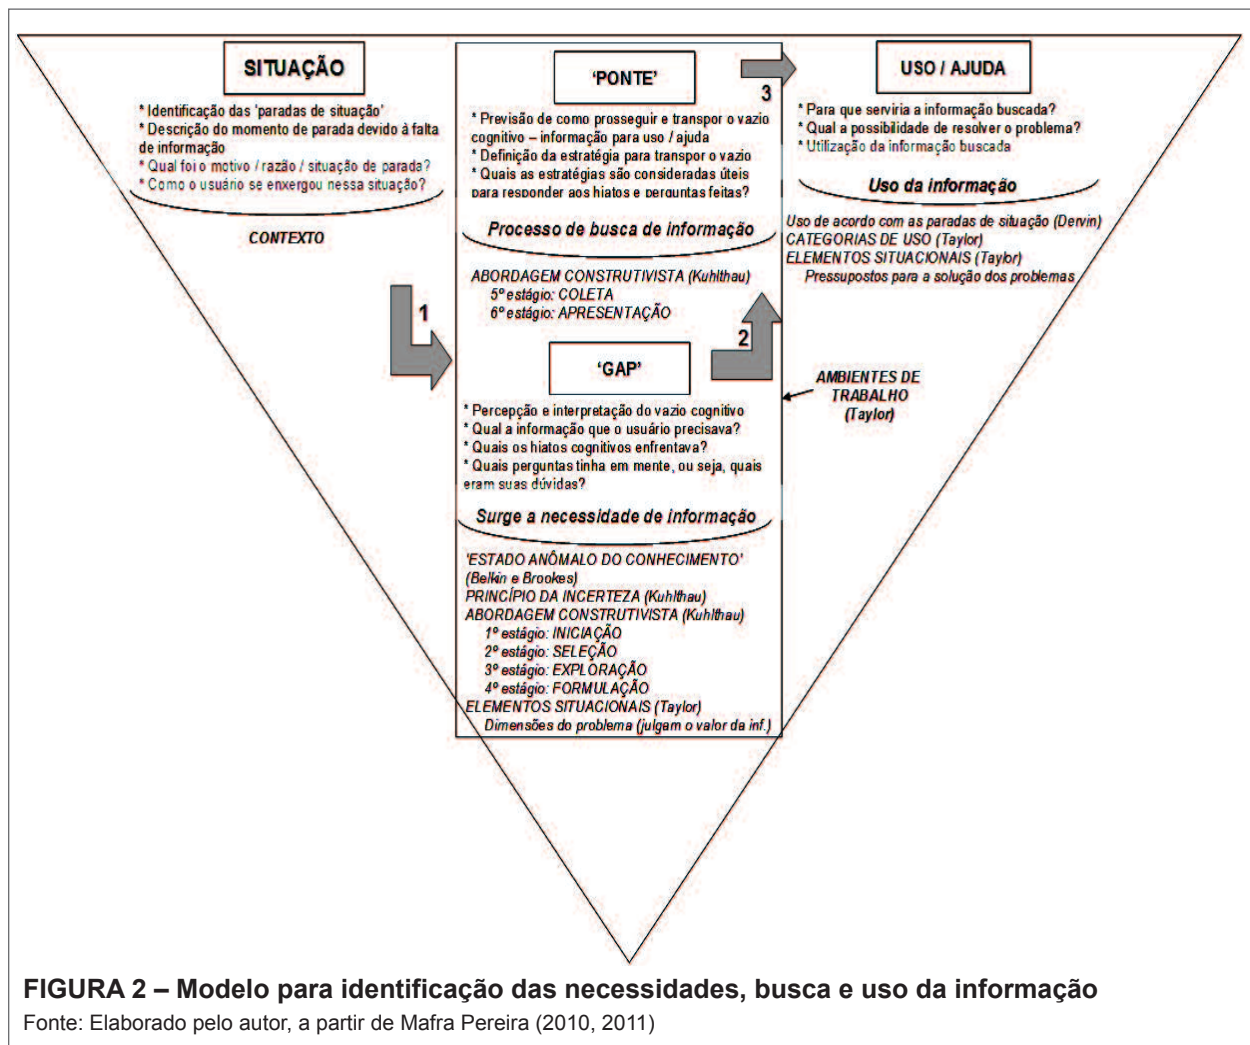 SITUAÇÃO
* Identificação das 'paradas de situação'
* Descrição do momento de parada devido à falta
de informação
* Qual foi o motivo / razão / situação de parada?
* Como o usuário se enxergou nessa situação?
CONTEXTO
1
'PONTE'
* Previsão de como prosseguir e transpor o vazio
cognitivo – informação para uso / ajuda
* Definição da estratégia para transpor o vazio
* Quais as estratégias são consideradas úteis
para responder aos hiatos e perguntas feitas?
Processo de busca de informação
ABORDAGEM CONSTRUTIVISTA (Kuhlthau)
5º estágio: COLETA
6º estágio: APRESENTAÇÃO
2
'GAP'
* Percepção e interpretação do vazio cognitivo
* Qual a informação que o usuário precisava?
* Quais os hiatos cognitivos enfrentava?
* Quais perguntas tinha em mente, ou seja, quais
eram suas dúvidas?
Surge a necessidade de informação
'ESTADO ANÔMALO DO CONHECIMENTO'
(Belkin e Brookes)
PRINCÍPIO DA INCERTEZA (Kuhlthau)
ABORDAGEM CONSTRUTIVISTA (Kuhlthau)
1º estágio: INICIAÇÃO
2º estágio: SELEÇÃO
3º estágio: EXPLORAÇÃO
4º estágio: FORMULAÇÃO
ELEMENTOS SITUACIONAIS (Taylor)
Dimensões do problema (julgam o valor da inf.)
3
USO / AJUDA
* Para que serviria a informação buscada?
* Qual a possibilidade de resolver o problema?
* Utilização da informação buscada
Uso da informação
Uso de acordo com as paradas de situação (Dervin)
CATEGORIAS DE USO (Taylor)
ELEMENTOS SITUACIONAIS (Taylor)
Pressupostos para a solução dos problemas
AMBIENTES DE
TRABALHO
(Taylor)
FIGURA 2 – Modelo para identificação das necessidades, busca e uso da informação
Fonte: Elaborado pelo autor, a partir de Mafra Pereira (2010, 2011)